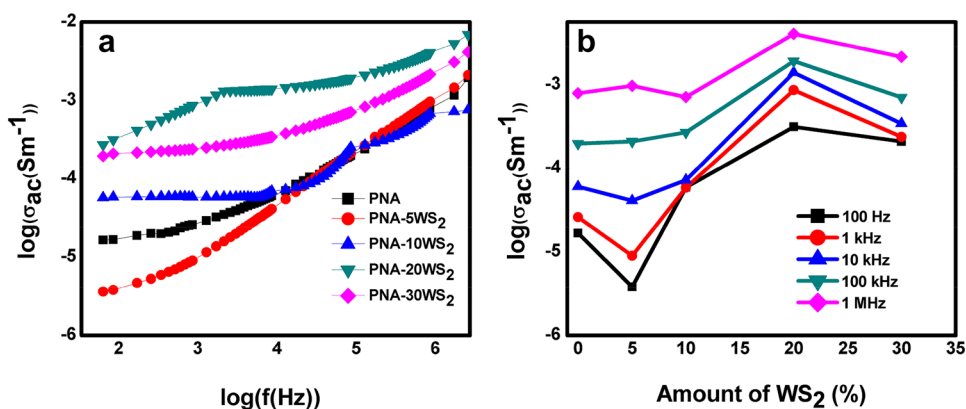 a
-2
-3
-4
-5
-6
log(σac(Sm-1))
2
3
4
5
6
log(f(Hz))
PNA
PNA-5WS2
PNA-10WS2
PNA-20WS2
PNA-30WS2
b
-3
-4
-5
-6
log(σac(Sm-1))
0
5
10
15
20
25
30
35
Amount of WS2 (%)
100 Hz
1 kHz
10 kHz
100 kHz
1 MHz